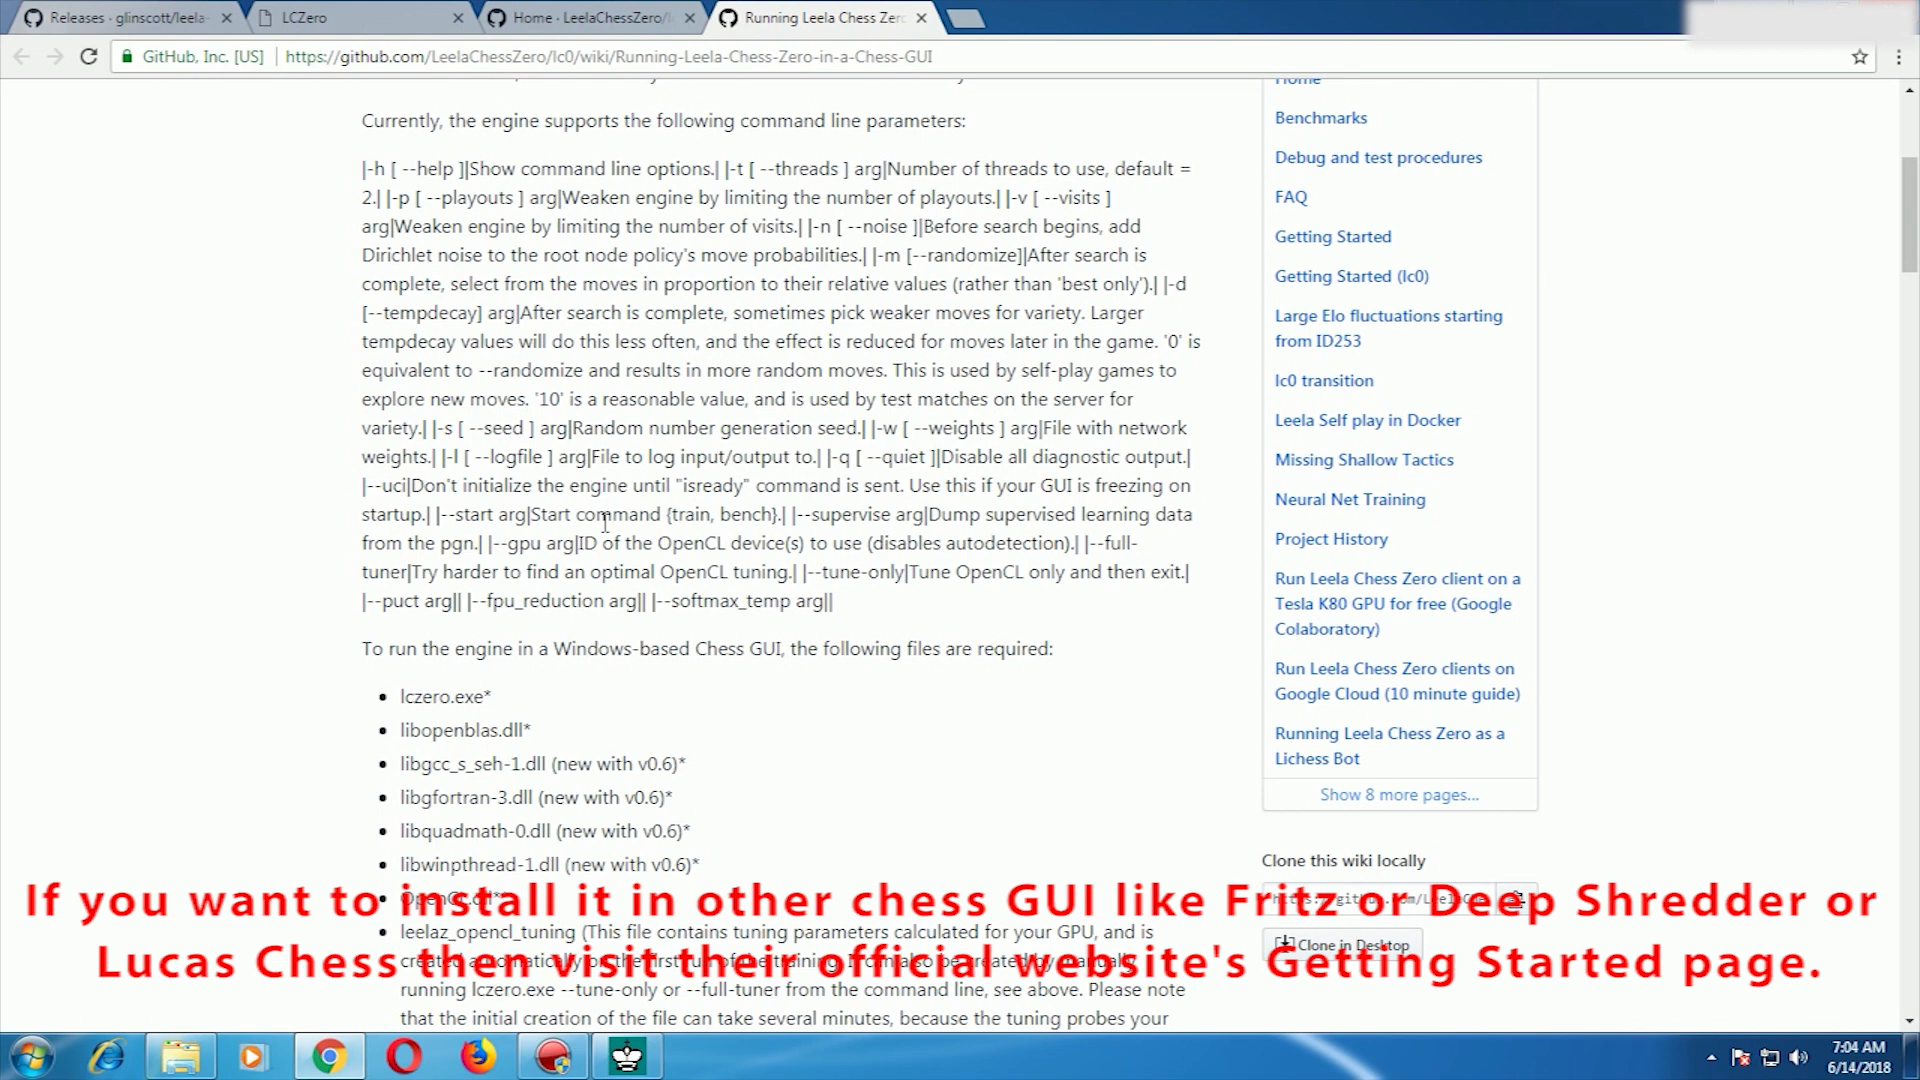 Releases · glinscott/leela-
LCZero
Home · LeelaChessZero/l
Running Leela Chess Zero
GitHub, Inc. [US]
https://github.com/LeelaChessZero/lc0/wiki/Running-Leela-Chess-Zero-in-a-Chess-GUI
Currently, the engine supports the following command line parameters:
|-h [ --help ]|Show command line options.| |-t [ --threads ] arg|Number of threads to use, default =
2.| |-p [ --playouts ] arg|Weaken engine by limiting the number of playouts.| |-v [ --visits ]
arg|Weaken engine by limiting the number of visits.| |-n [ --noise ]|Before search begins, add
Dirichlet noise to the root node policy's move probabilities.| |-m [--randomize]|After search is
complete, select from the moves in proportion to their relative values (rather than 'best only').| |-d
[--tempdecay] arg|After search is complete, sometimes pick weaker moves for variety. Larger
tempdecay values will do this less often, and the effect is reduced for moves later in the game. '0' is
equivalent to --randomize and results in more random moves. This is used by self-play games to
explore new moves. '10' is a reasonable value, and is used by test matches on the server for
variety.| |-s [ --seed ] arg|Random number generation seed.| |-w [ --weights ] arg|File with network
weights.| |-l [ --logfile ] arg|File to log input/output to.| |-q [ --quiet ]|Disable all diagnostic output.|
|--uci|Don't initialize the engine until "isready" command is sent. Use this if your GUI is freezing on
startup.| |--start arg|Start command {train, bench}.| |--supervise arg|Dump supervised learning data
from the pgn.| |--gpu arg|ID of the OpenCL device(s) to use (disables autodetection).| |--full-
tuner|Try harder to find an optimal OpenCL tuning.| |--tune-only|Tune OpenCL only and then exit.|
|--puct arg|| |--fpu_reduction arg|| |--softmax_temp arg||
To run the engine in a Windows-based Chess GUI, the following files are required:
lczero.exe*
libopenblas.dll*
libgcc_s_seh-1.dll (new with v0.6)*
libgfortran-3.dll (new with v0.6)*
libquadmath-0.dll (new with v0.6)*
libwinpthread-1.dll (new with v0.6)*
OpenCL.dll**
leelaz_opencl_tuning (This file contains tuning parameters calculated for your GPU, and is
created automatically on the first run of the training. It can also be created by manually
running lczero.exe --tune-only or --full-tuner from the command line, see above. Please note
that the initial creation of the file can take several minutes, because the tuning probes your
Home
Benchmarks
Debug and test procedures
FAQ
Getting Started
Getting Started (lc0)
Large Elo fluctuations starting
from ID253
lc0 transition
Leela Self play in Docker
Missing Shallow Tactics
Neural Net Training
Project History
Run Leela Chess Zero client on a
Tesla K80 GPU for free (Google
Colaboratory)
Run Leela Chess Zero clients on
Google Cloud (10 minute guide)
Running Leela Chess Zero as a
Lichess Bot
Show 8 more pages...
Clone this wiki locally
https://github.com/Leela
Clone in Desktop
If you want to install it in other chess GUI like Fritz or Deep Shredder or
Lucas Chess then visit their official website's Getting Started page.
7:04 AM
6/14/2018